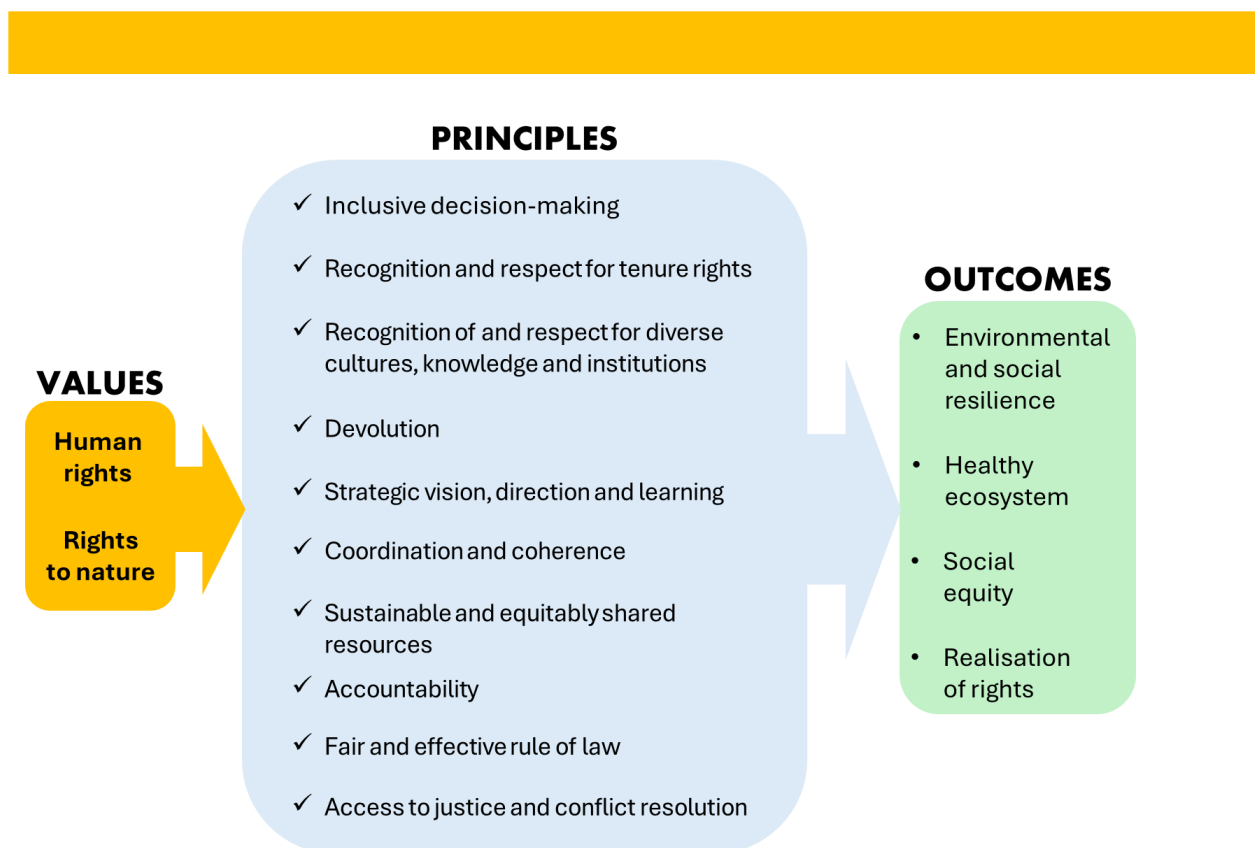 PRINCIPLES
✓ Inclusive decision-making
✓ Recognition and respect for tenure rights
✓ Recognition of and respect for diverse
cultures, knowledge and institutions
✓ Devolution
✓ Strategic vision, direction and learning
✓ Coordination and coherence
✓ Sustainable and equitably shared
resources
✓ Accountability
✓ Fair and effective rule of law
✓ Access to justice and conflict resolution
VALUES
Human
rights
Rights
to nature
OUTCOMES
• Environmental
and social
resilience
• Healthy
ecosystem
• Social
equity
• Realisation
of rights